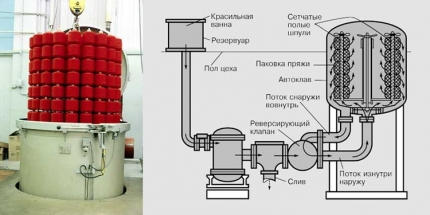 Красильная
ванна
Резервуар
Пол цеха
Сетчатые
полые
шпули
Паковка пряжи
Автоклав
Поток снаружи
вовнутрь
Реверсирующий
клапан
Слив
Поток изнутри
наружу